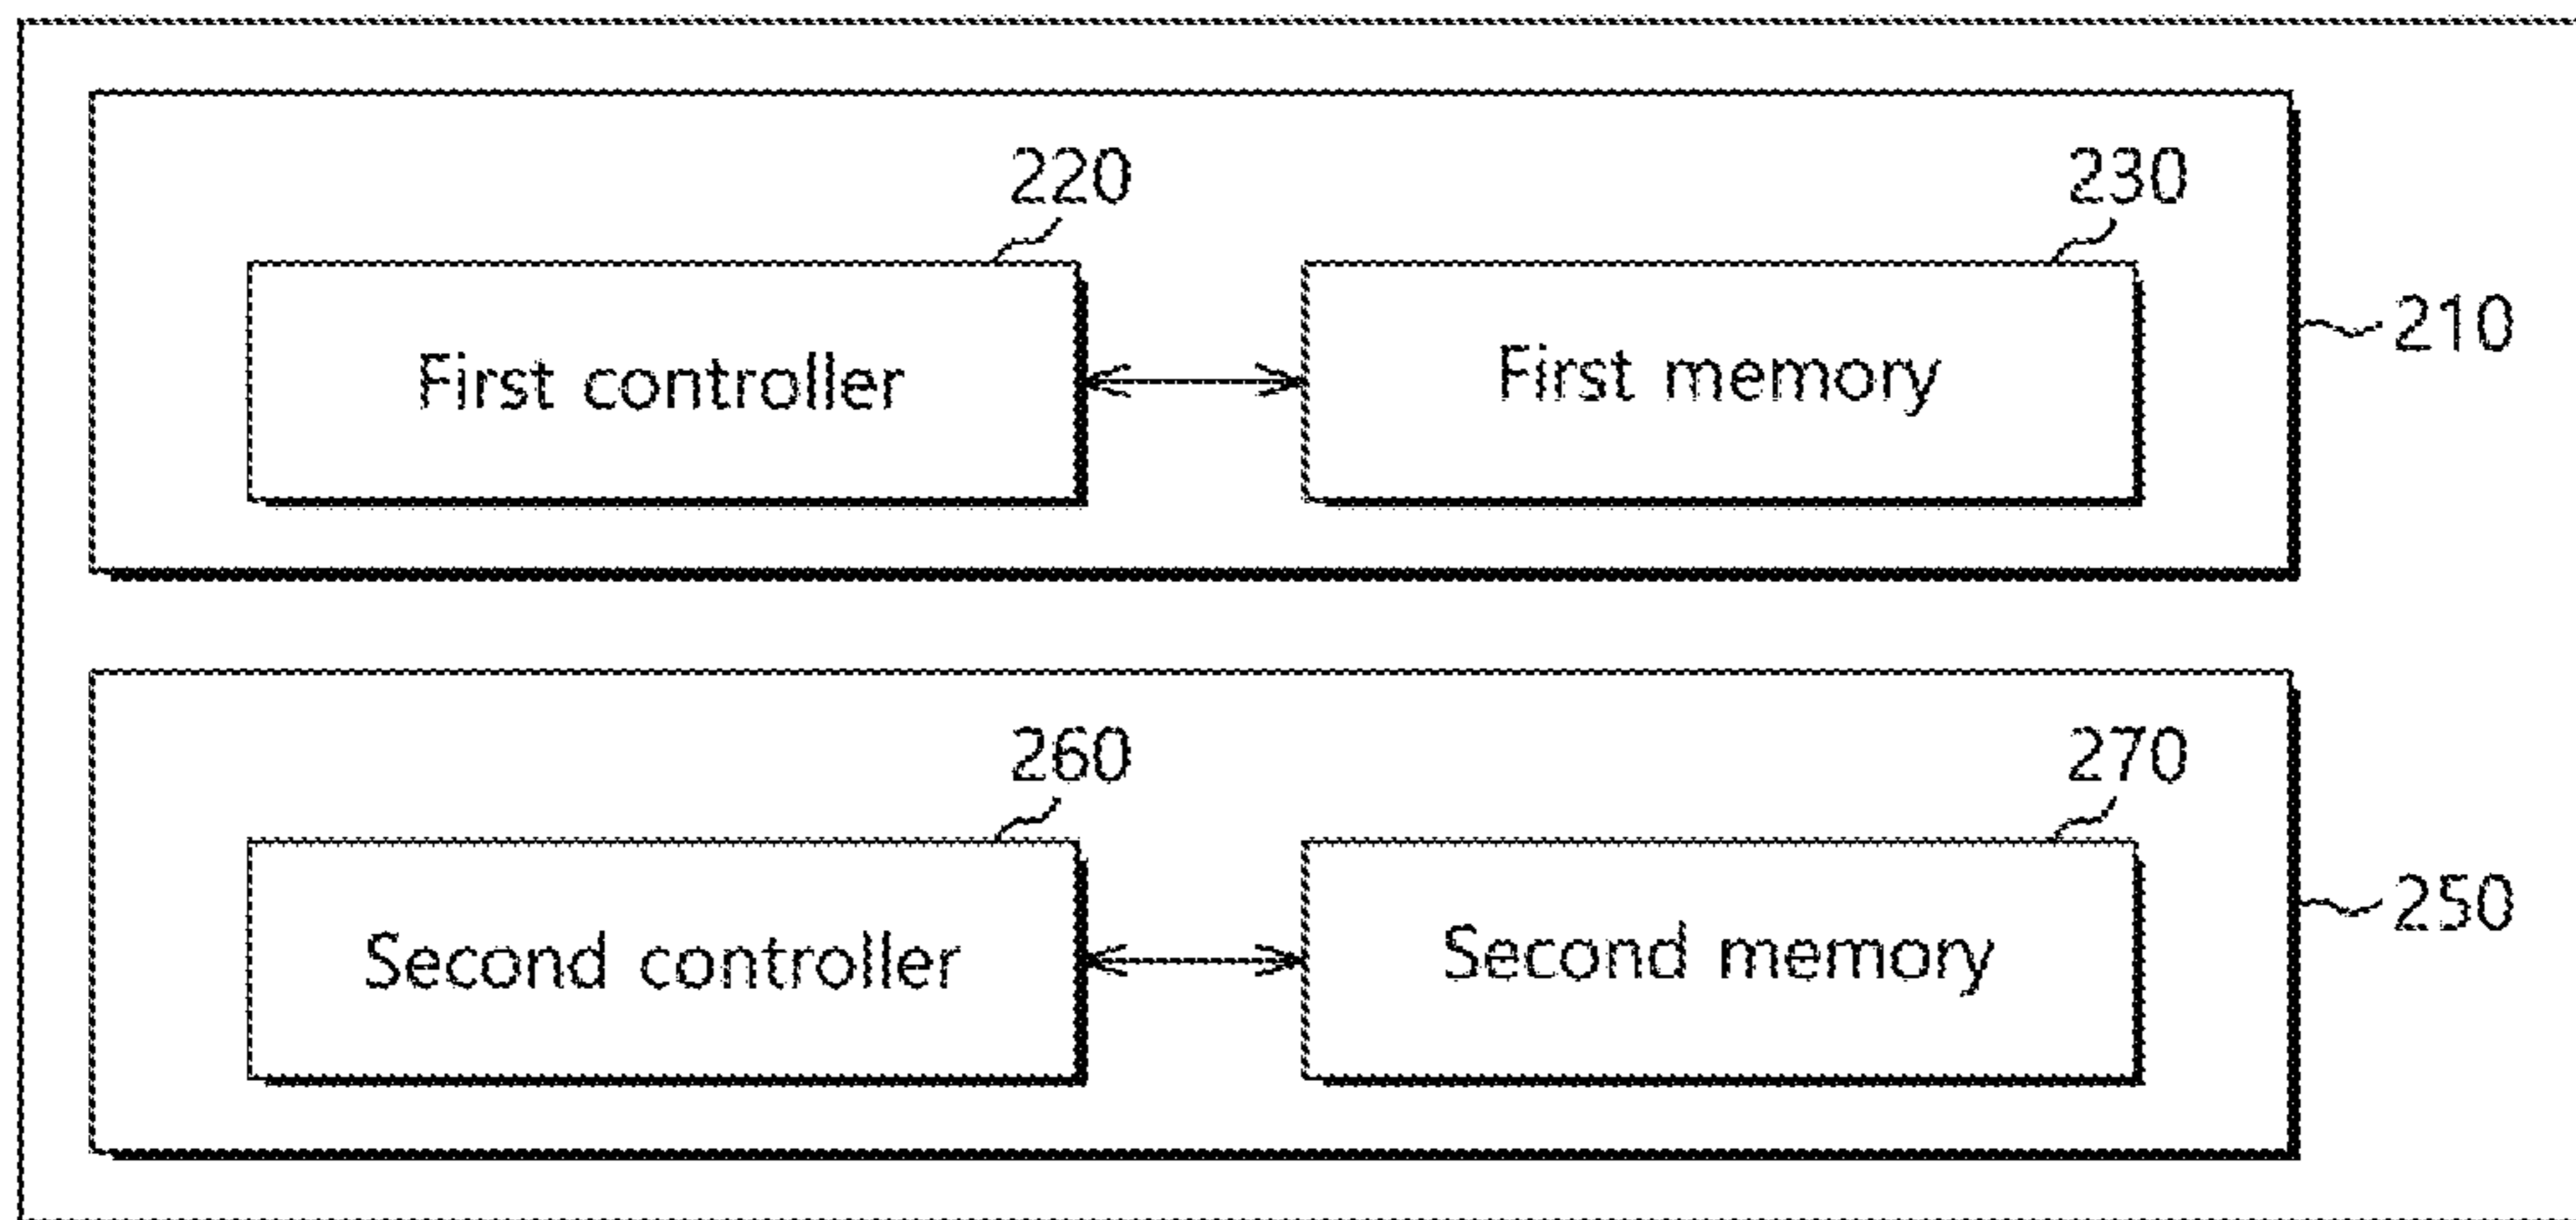 220
230
First controller
First memory
210
260
270
Second controller
Second memory
250